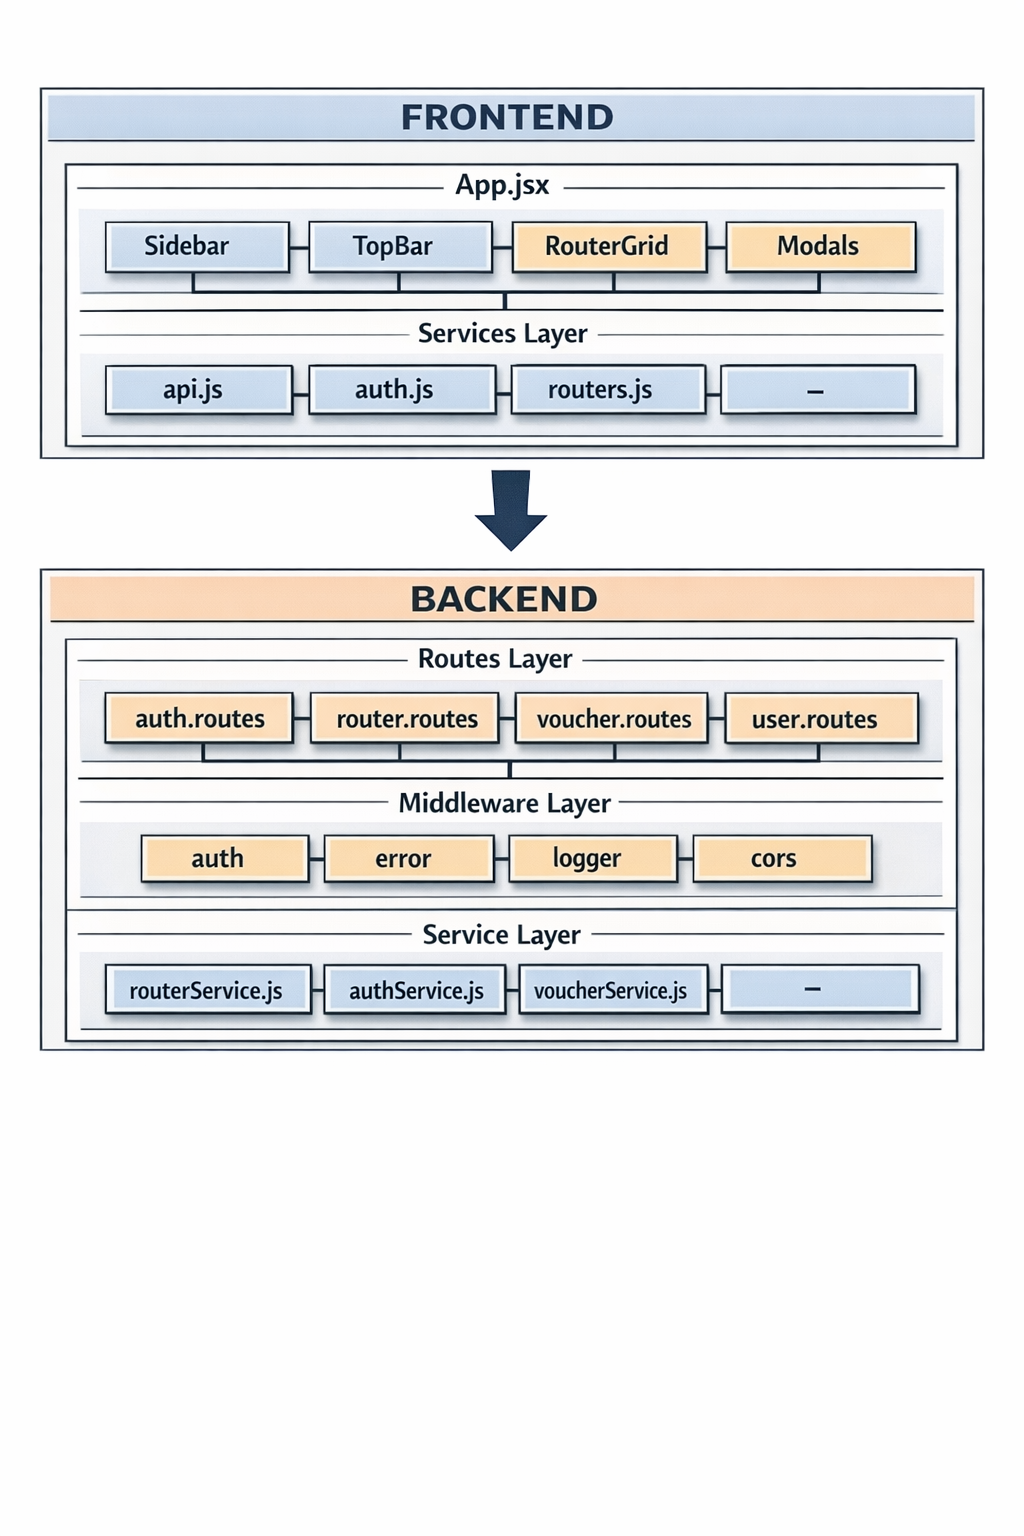 FRONTEND
App.jsx
Sidebar TopBar RouterGrid Modals
Services Layer
api.js auth.js routers.js –
BACKEND
Routes Layer
auth.routes router.routes voucher.routes user.routes
Middleware Layer
auth error logger cors
Service Layer
routerService.js authService.js voucherService.js –